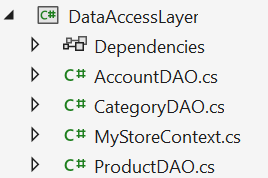 DataAccessLayer
Dependencies
C# AccountDAO.cs
C# CategoryDAO.cs
C# MyStoreContext.cs
C# ProductDAO.cs